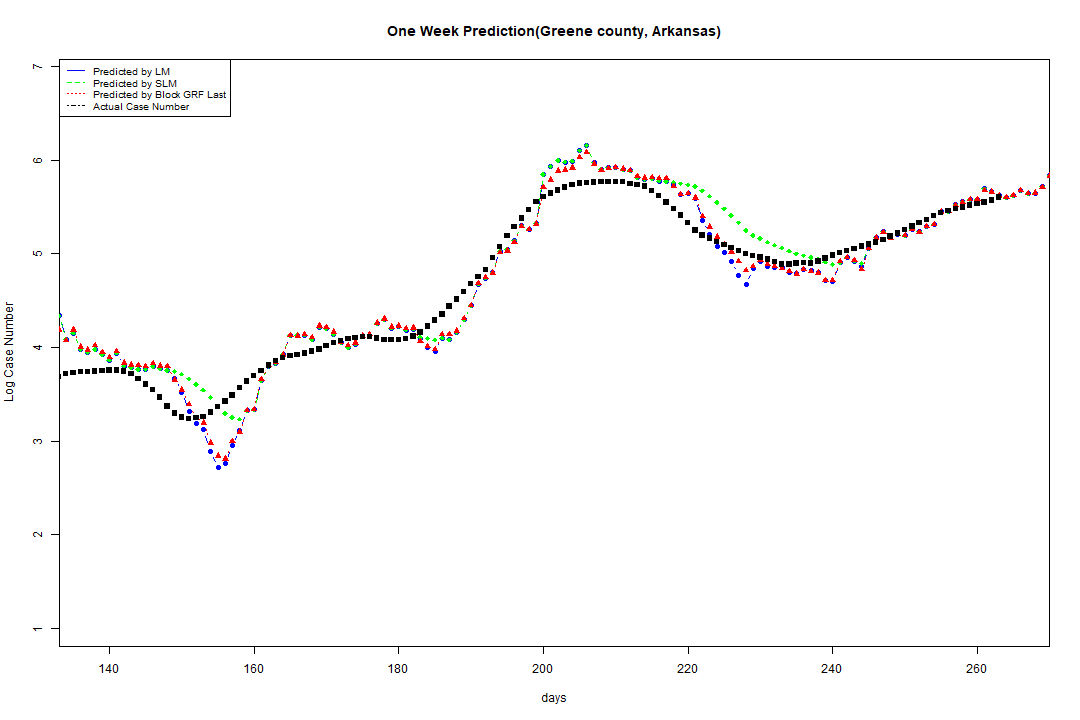 One Week Prediction(Greene county, Arkansas)
Predicted by LM
Predicted by SLM
Predicted by Block GRF Last
Actual Case Number
7
6
5
4
3
2
1
Log Case Number
140 160 180 200 220 240 260
days